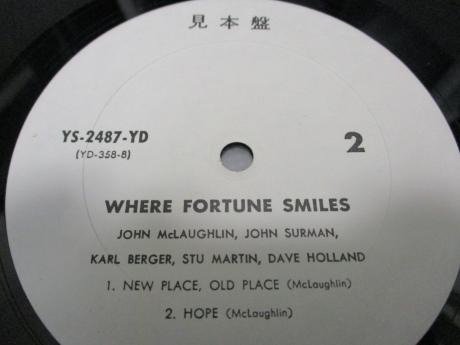 見本盤
YS-2487-YD
(YD-358-8)
2
WHERE FORTUNE SMILES
JOHN McLAUGHLIN, JOHN SURMAN,
KARL BERGER, STU MARTIN, DAVE HOLLAND
1. NEW PLACE, OLD PLACE (McLaughlin)
2. HOPE (McLaughlin)